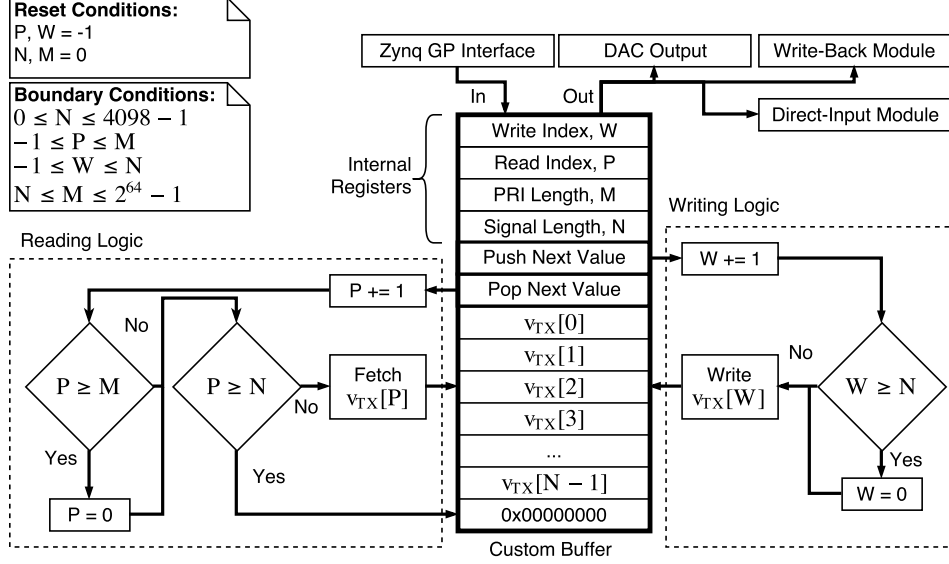 Reset Conditions:
P, W = -1
N, M = 0
Boundary Conditions:
0 ≤ N ≤ 4098 − 1
−1 ≤ P ≤ M
−1 ≤ W ≤ N
N ≤ M ≤ 2^64 − 1
Zynq GP Interface
DAC Output
Write-Back Module
Direct-Input Module
In
Out
Internal
Registers
Write Index, W
Read Index, P
PRI Length, M
Signal Length, N
Push Next Value
Pop Next Value
v_TX[0]
v_TX[1]
v_TX[2]
v_TX[3]
...
v_TX[N − 1]
0x00000000
Custom Buffer
Reading Logic
P += 1
P ≥ M
No
Yes
P = 0
P ≥ N
No
Yes
Fetch
v_TX[P]
Writing Logic
W += 1
W ≥ N
No
Yes
W = 0
Write
v_TX[W]